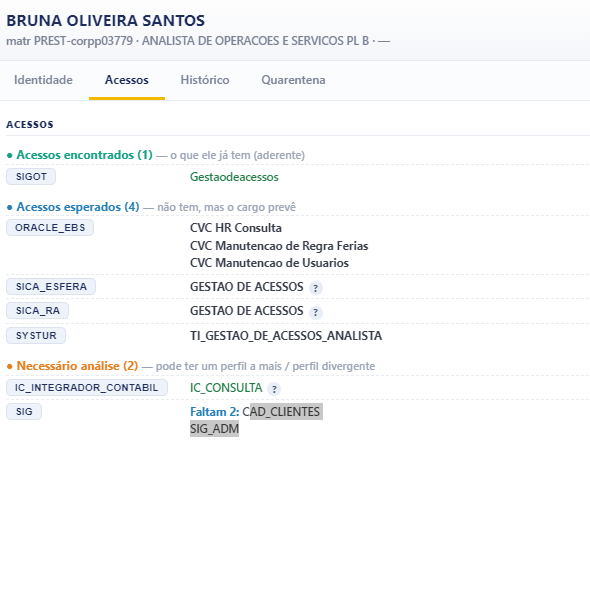 BRUNA OLIVEIRA SANTOS
matr PREST-corpp03779 · ANALISTA DE OPERACOES E SERVICOS PL B · —
Identidade Acessos Histórico Quarentena
ACESSOS
• Acessos encontrados (1) — o que ele já tem (aderente)
SIGOT Gestaodeacessos
• Acessos esperados (4) — não tem, mas o cargo prevê
ORACLE_EBS CVC HR Consulta
CVC Manutencao de Regra Ferias
CVC Manutencao de Usuarios
SICA_ESFERA GESTAO DE ACESSOS ?
SICA_RA GESTAO DE ACESSOS ?
SYSTUR TI_GESTAO_DE_ACESSOS_ANALISTA
• Necessário análise (2) — pode ter um perfil a mais / perfil divergente
IC_INTEGRADOR_CONTABIL IC_CONSULTA ?
SIG Faltam 2: CAD_CLIENTES
SIG_ADM